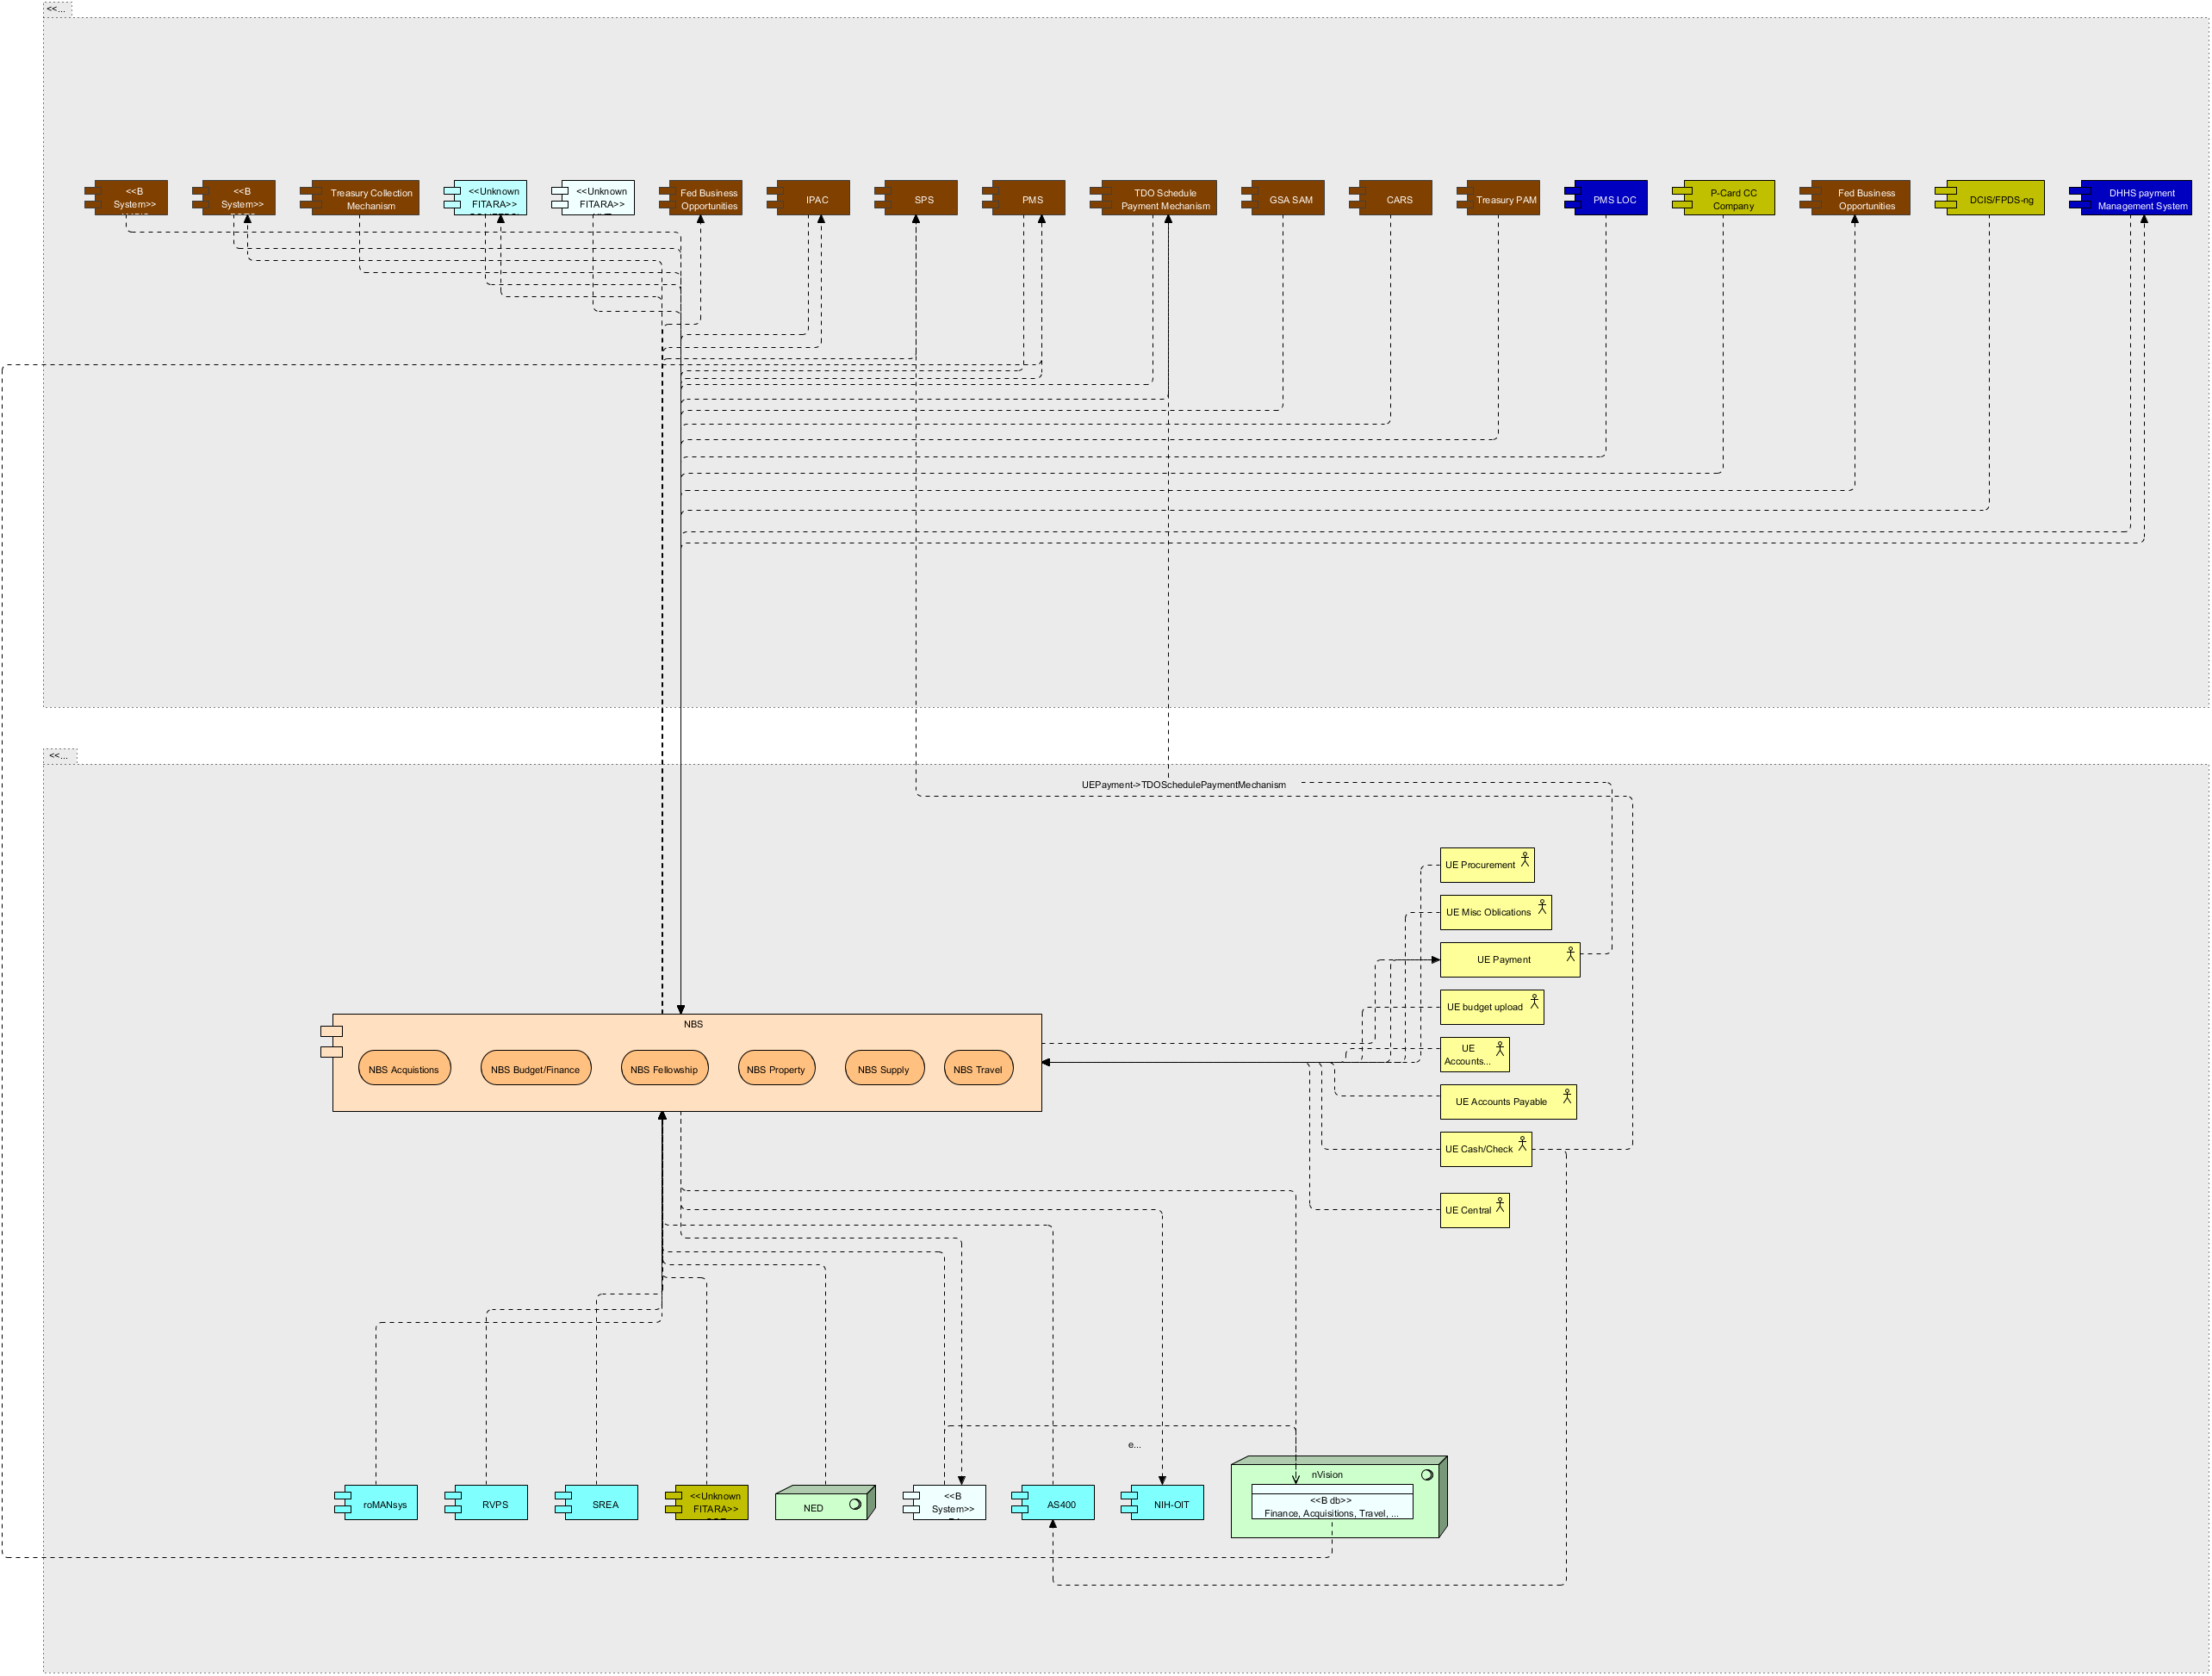 <<...
<<B
System>>
<<B
System>>
Treasury Collection
Mechanism
<<Unknown
FITARA>>
<<Unknown
FITARA>>
Fed Business
Opportunities
IPAC
SPS
PMS
TDO Schedule
Payment Mechanism
GSA SAM
CARS
Treasury PAM
PMS LOC
P-Card CC
Company
Fed Business
Opportunities
DCIS/FPDS-ng
DHHS payment
Management System
<<...
UEPayment->TDOSchedulePaymentMechanism
UE Procurement
UE Misc Oblications
UE Payment
UE budget upload
UE
Accounts...
UE Accounts Payable
UE Cash/Check
UE Central
NBS
NBS Acquistions
NBS Budget/Finance
NBS Fellowship
NBS Property
NBS Supply
NBS Travel
e...
roMANsys
RVPS
SREA
<<Unknown
FITARA>>
NED
<<B
System>>
AS400
NIH-OIT
nVision
<<B db>>
Finance, Acquisitions, Travel, ...